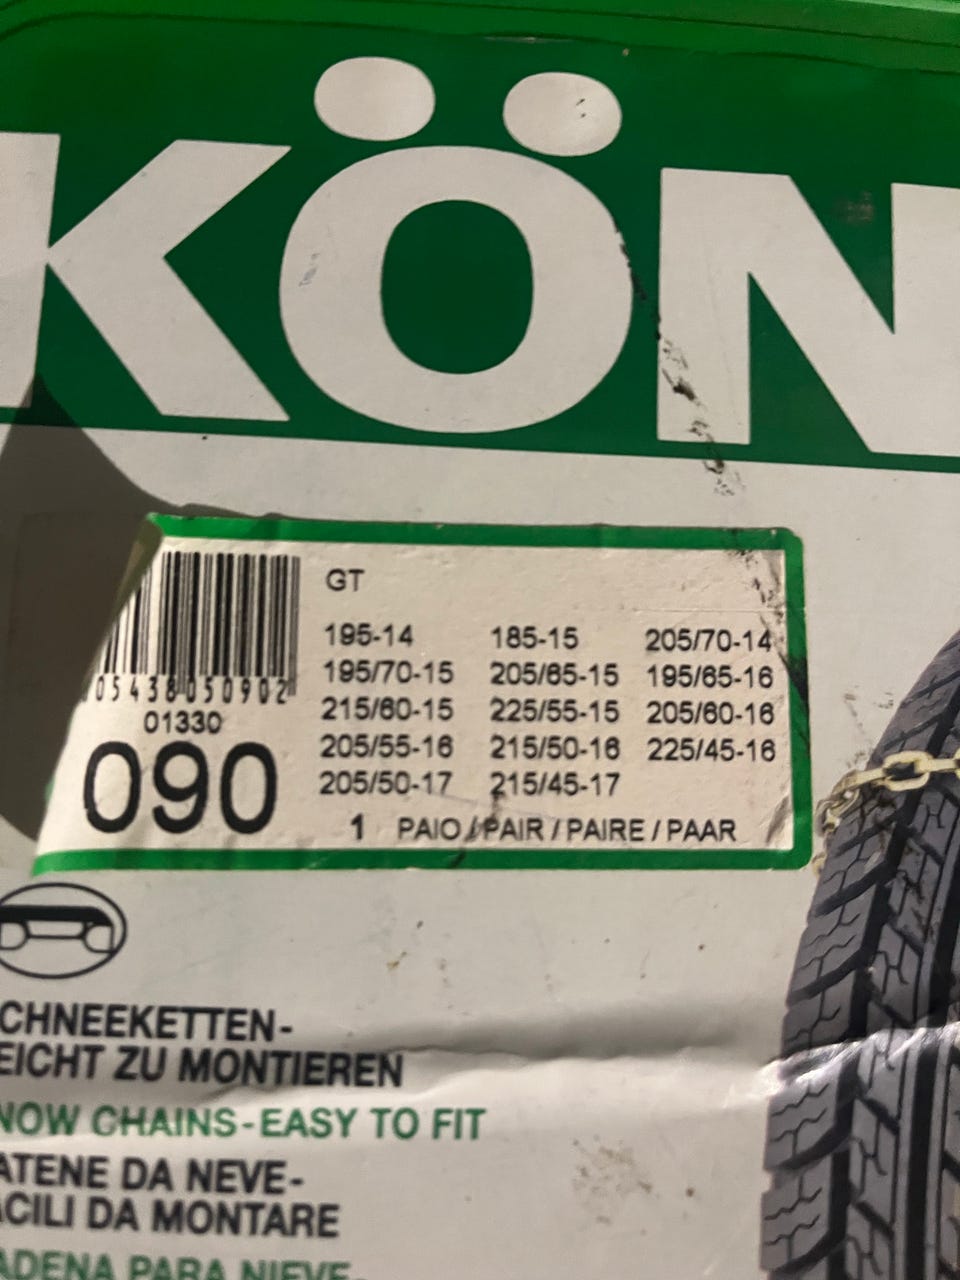 KÖN
GT
195-14 185-15 205/70-14
195/70-15 205/65-15 195/65-16
215/60-15 225/55-15 205/60-16
205/55-16 215/50-16 225/45-16
205/50-17 215/45-17
1 PAIO / PAIR / PAIRE / PAAR
05438050902
01330
090
CHNEEKETTEN-
EICHT ZU MONTIEREN
NOW CHAINS-EASY TO FIT
ATENE DA NEVE-
ACILI DA MONTARE
ADENA PARA NIEVE-